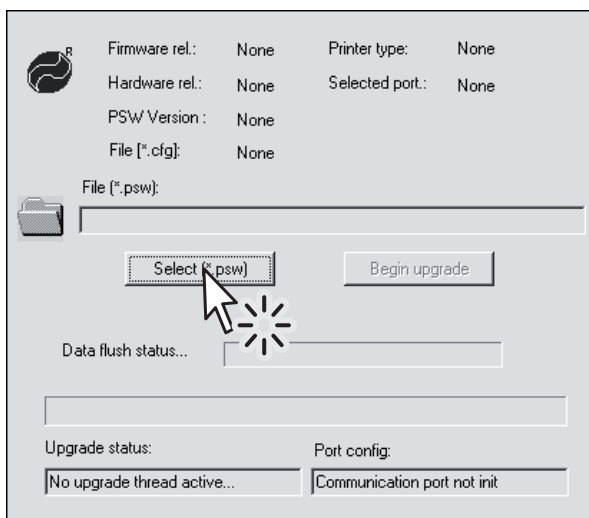 R
Firmware rel.: None Printer type: None
Hardware rel.: None Selected port.: None
PSW Version : None
File [*.cfg]: None
File (*.psw):
Select (*.psw) Begin upgrade
Data flush status...
Upgrade status: Port config:
No upgrade thread active... Communication port not init